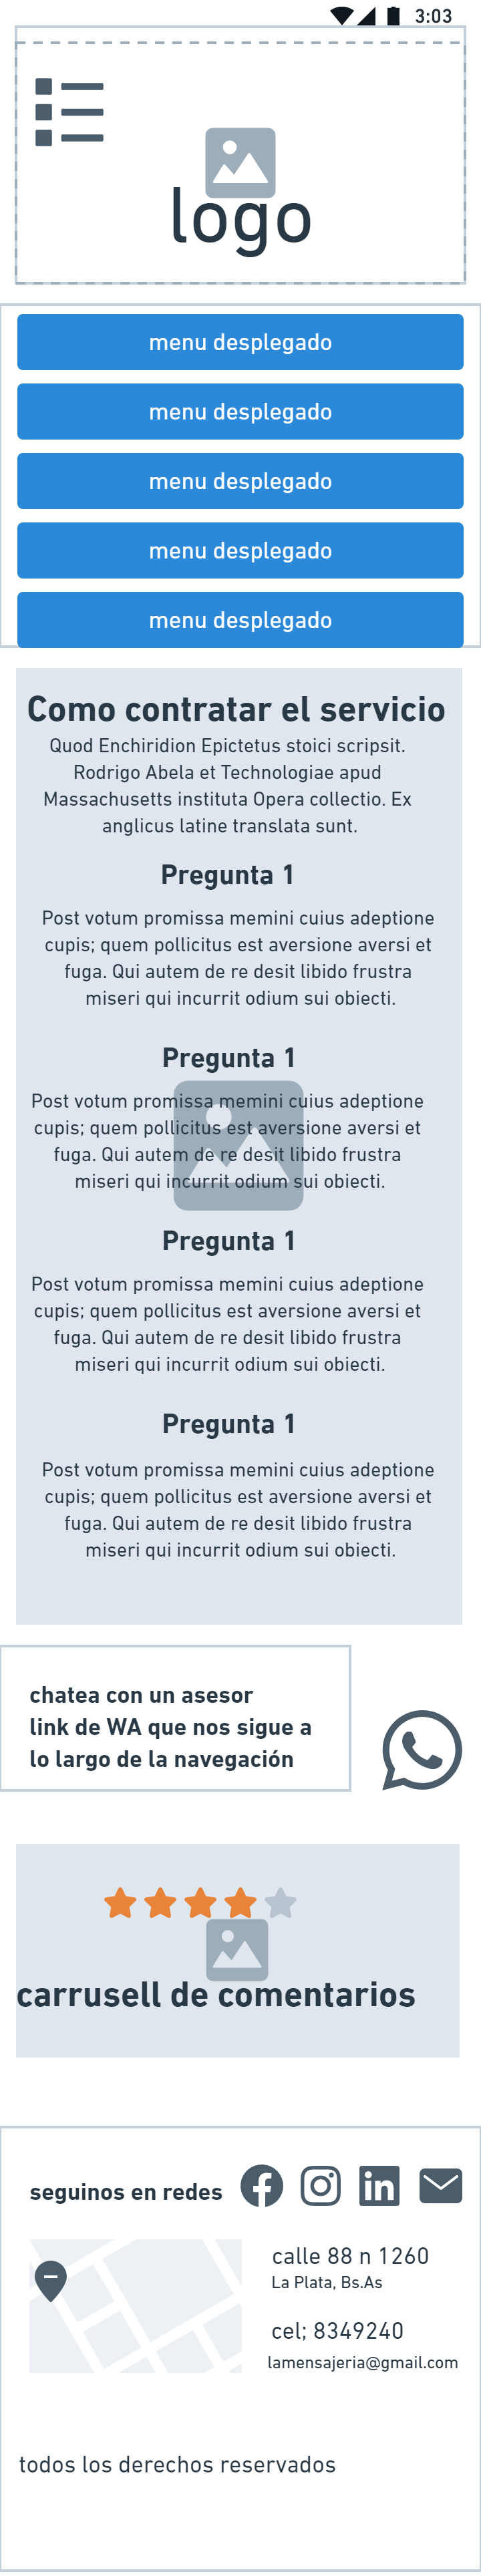 3:03
logo
menu desplegado
menu desplegado
menu desplegado
menu desplegado
menu desplegado
Como contratar el servicio
Quod Enchiridion Epictetus stoici scripsit.
Rodrigo Abela et Technologiae apud
Massachusetts instituta Opera collectio. Ex
anglicus latine translata sunt.
Pregunta 1
Post votum promissa memini cuius adeptione
cupis; quem pollicitus est aversione aversi et
fuga. Qui autem de re desit libido frustra
miseri qui incurrit odium sui obiecti.
Pregunta 1
Post votum promissa memini cuius adeptione
cupis; quem pollicitus est aversione aversi et
fuga. Qui autem de re desit libido frustra
miseri qui incurrit odium sui obiecti.
Pregunta 1
Post votum promissa memini cuius adeptione
cupis; quem pollicitus est aversione aversi et
fuga. Qui autem de re desit libido frustra
miseri qui incurrit odium sui obiecti.
Pregunta 1
Post votum promissa memini cuius adeptione
cupis; quem pollicitus est aversione aversi et
fuga. Qui autem de re desit libido frustra
miseri qui incurrit odium sui obiecti.
chatea con un asesor
link de WA que nos sigue a
lo largo de la navegación
carrusell de comentarios
seguinos en redes
calle 88 n 1260
La Plata, Bs.As
cel; 8349240
lamensajeria@gmail.com
todos los derechos reservados